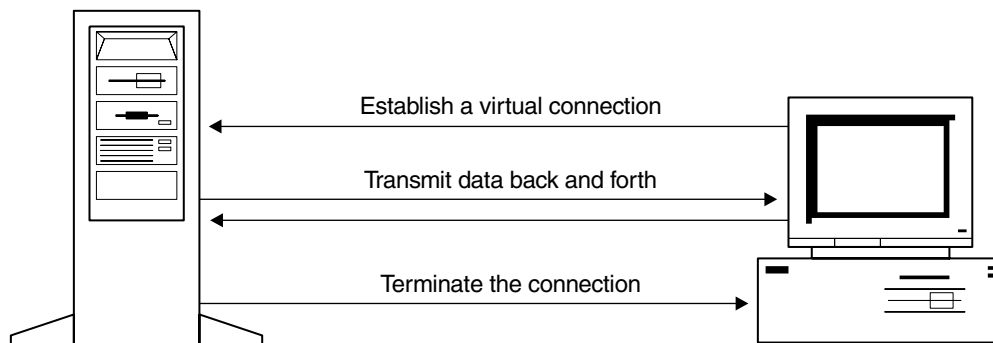 Establish a virtual connection
Transmit data back and forth
Terminate the connection